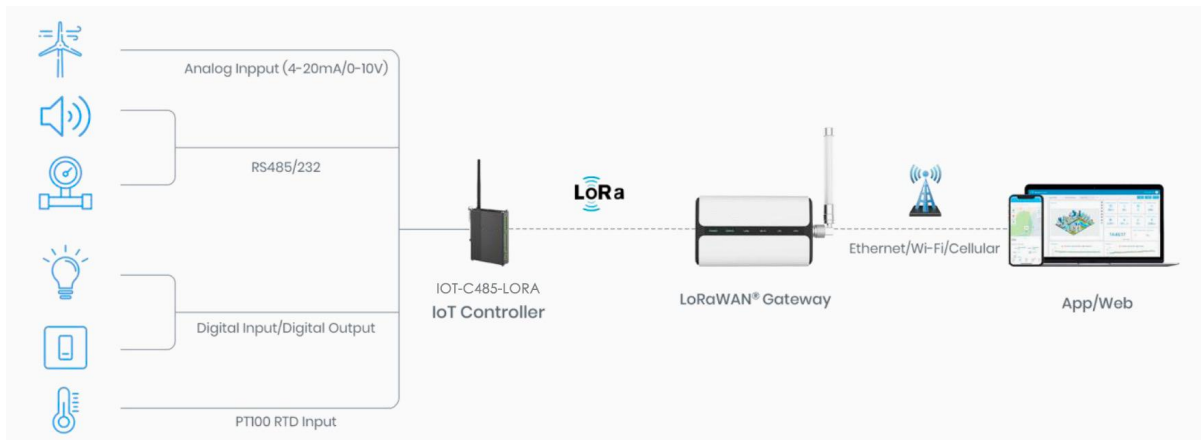 Analog Inpput (4-20mA/0-10V)
RS485/232
Digital Input/Digital Output
PT100 RTD Input
IOT-C485-LORA
IoT Controller
LoRa
LoRaWAN® Gateway
Ethernet/Wi-Fi/Cellular
App/Web